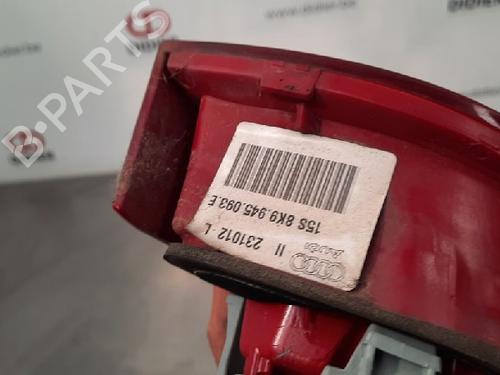 B-PARTS
15S 8K9.945.093.E
II 231012 L
Audi